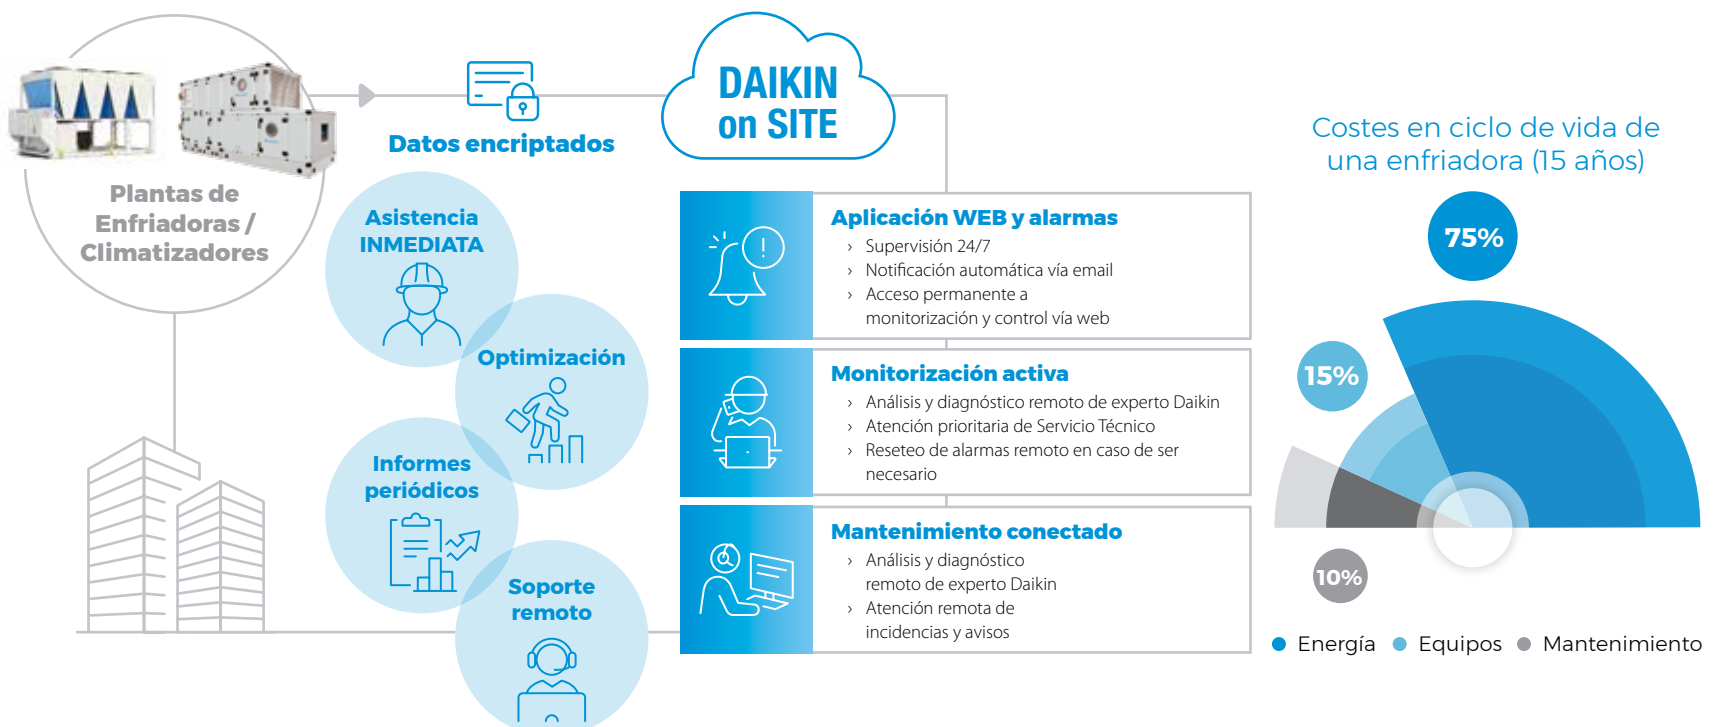 Plantas de
Enfriadoras /
Climatizadores
Datos encriptados
DAIKIN
on SITE
Asistencia
INMEDIATA
Optimización
Informes
periódicos
Soporte
remoto
Aplicación WEB y alarmas
› Supervisión 24/7
› Notificación automática vía email
› Acceso permanente a
monitorización y control vía web
Monitorización activa
› Análisis y diagnóstico remoto de experto Daikin
› Atención prioritaria de Servicio Técnico
› Reseteo de alarmas remoto en caso de ser
necesario
Mantenimiento conectado
› Análisis y diagnóstico
remoto de experto Daikin
› Atención remota de
incidencias y avisos
Costes en ciclo de vida de
una enfriadora (15 años)
75%
15%
10%
Energía Equipos Mantenimiento